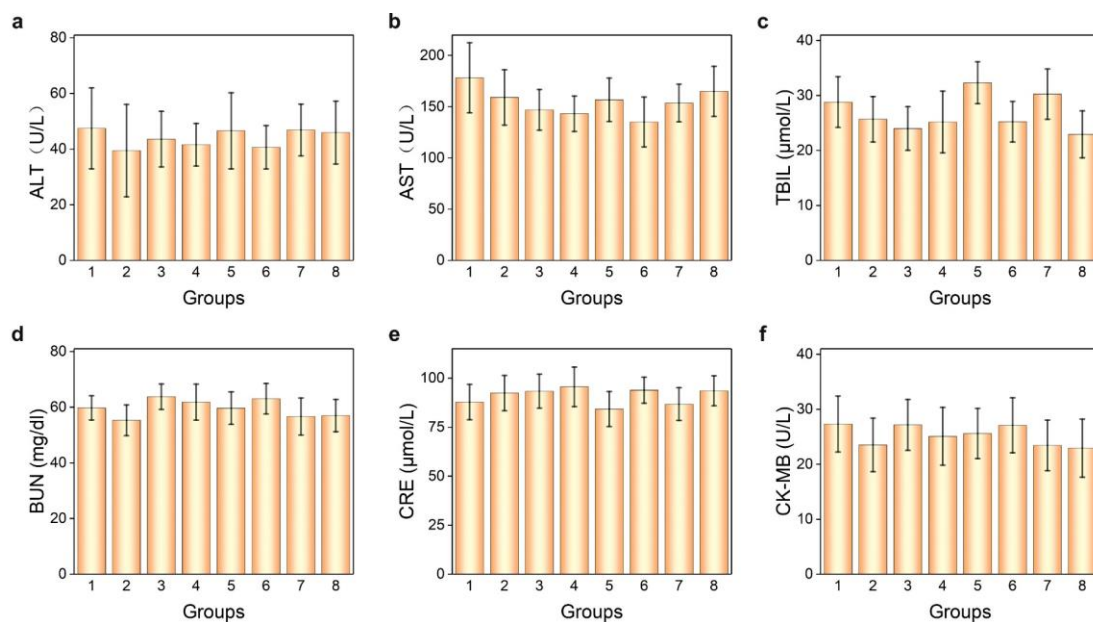 a
ALT（U/L）
80
60
40
20
0
1 2 3 4 5 6 7 8
Groups
b
AST (U/L)
200
150
100
50
0
1 2 3 4 5 6 7 8
Groups
c
TBIL (μmol/L)
40
30
20
10
0
1 2 3 4 5 6 7 8
Groups
d
BUN (mg/dl)
80
60
40
20
0
1 2 3 4 5 6 7 8
Groups
e
CRE (μmol/L)
100
75
50
25
0
1 2 3 4 5 6 7 8
Groups
f
CK-MB (U/L)
40
30
20
10
0
1 2 3 4 5 6 7 8
Groups